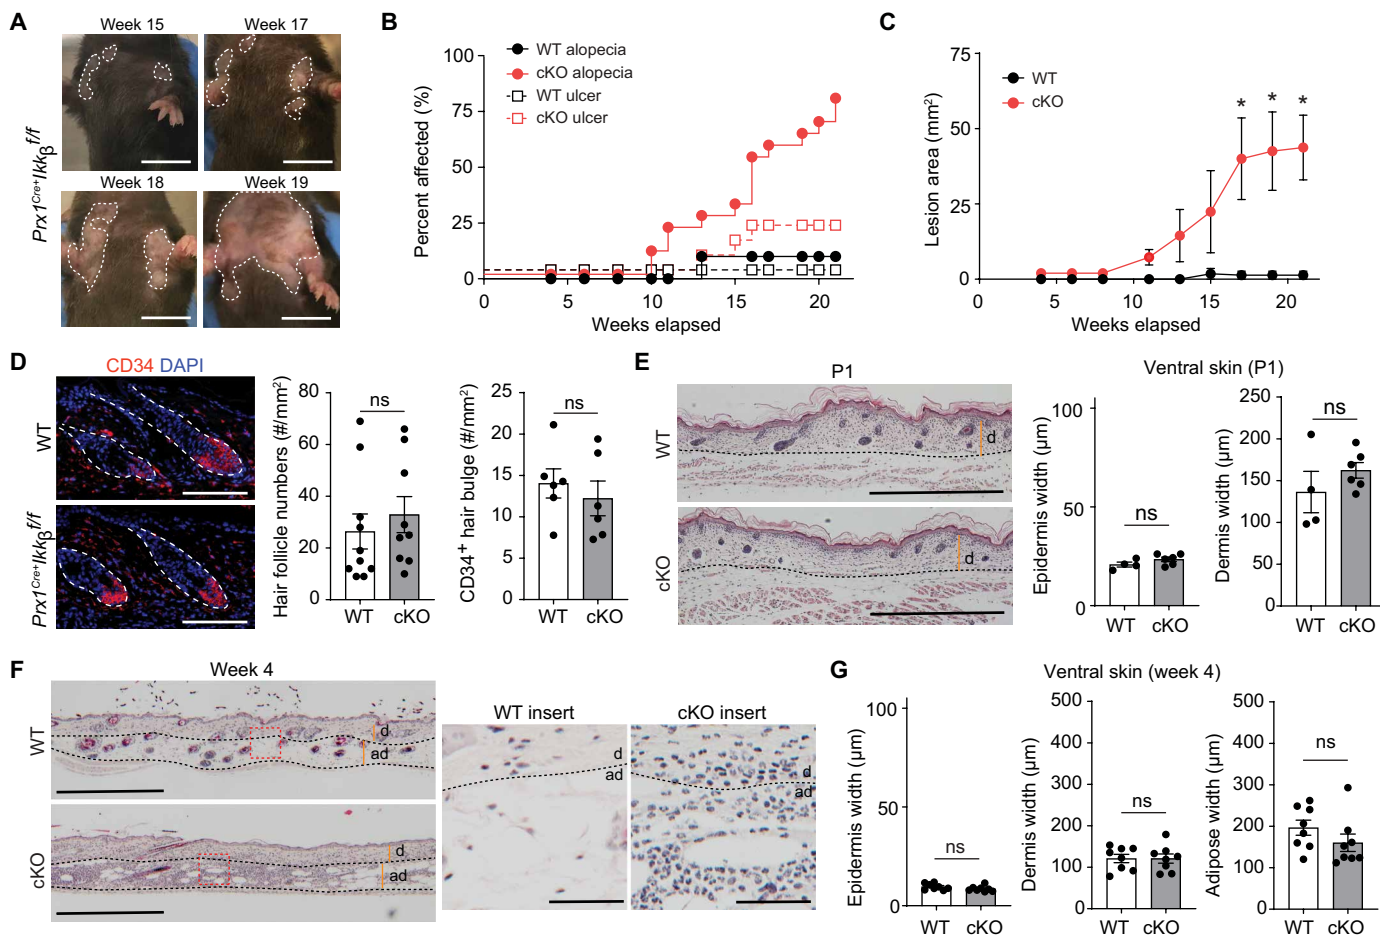 A
Week 15
Week 17
Week 18
Week 19
Prx1Cre+Ikkβf/f
B
Percent affected (%)
100
75
50
25
0
WT alopecia
cKO alopecia
WT ulcer
cKO ulcer
0 5 10 15 20
Weeks elapsed
C
Lesion area (mm2)
75
50
25
0
WT
cKO
* * *
0 5 10 15 20
Weeks elapsed
D
CD34 DAPI
WT
Prx1Cre+Ikkβf/f
Hair follicle numbers (#/mm2)
80
60
40
20
0
ns
WT cKO
CD34+ hair bulge (#/mm2)
25
20
15
10
5
0
ns
WT cKO
E
P1
WT
d
cKO
d
Ventral skin (P1)
Epidermis width (µm)
100
50
0
ns
WT cKO
Dermis width (µm)
250
200
150
100
50
0
ns
WT cKO
F
Week 4
WT
d
ad
cKO
d
ad
WT insert
d
ad
cKO insert
d
ad
G
Ventral skin (week 4)
Epidermis width (µm)
100
50
0
ns
WT cKO
Dermis width (µm)
500
400
300
200
100
0
ns
WT cKO
Adipose width (µm)
500
400
300
200
100
0
ns
WT cKO